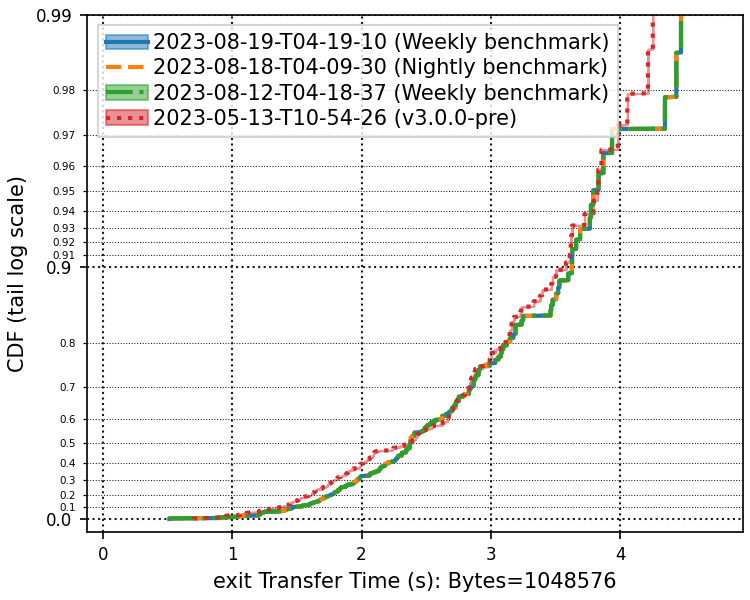 0.99
2023-08-19-T04-19-10 (Weekly benchmark)
2023-08-18-T04-09-30 (Nightly benchmark)
2023-08-12-T04-18-37 (Weekly benchmark)
2023-05-13-T10-54-26 (v3.0.0-pre)
0.98
0.97
0.96
0.95
0.94
0.93
0.92
0.91
0.9
0.8
0.7
0.6
0.5
0.4
0.3
0.2
0.1
0.0
CDF (tail log scale)
0 1 2 3 4
exit Transfer Time (s): Bytes=1048576